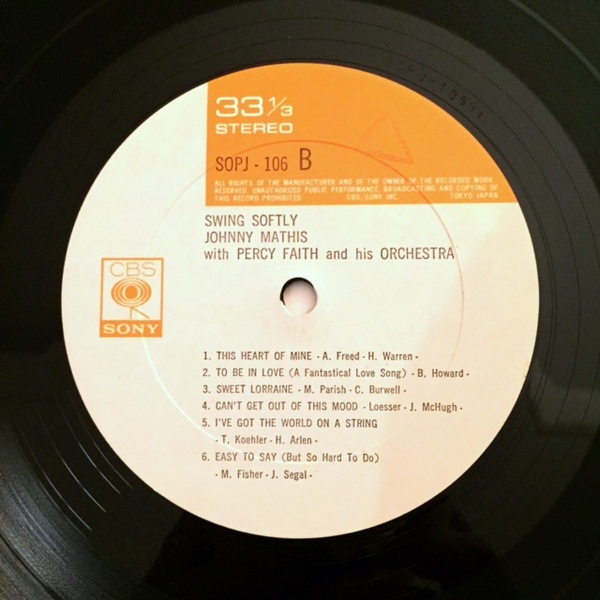 33 1/3
STEREO
SOPJ - 106 B
ALL RIGHTS OF THE MANUFACTURER AND OF THE OWNER OF THE RECORDED WORK
RESERVED. UNAUTHORIZED PUBLIC PERFORMANCE, BROADCASTING AND COPYING OF
THIS RECORD PROHIBITED CBS/SONY INC. TOKYO JAPAN
SWING SOFTLY
JOHNNY MATHIS
with PERCY FAITH and his ORCHESTRA
CBS
SONY
1. THIS HEART OF MINE - A. Freed - H. Warren -
2. TO BE IN LOVE (A Fantastical Love Song) - B. Howard -
3. SWEET LORRAINE - M. Parish - C. Burwell -
4. CAN'T GET OUT OF THIS MOOD - Loesser - J. McHugh -
5. I'VE GOT THE WORLD ON A STRING
- T. Koehler - H. Arlen -
6. EASY TO SAY (But So Hard To Do)
- M. Fisher - J. Segal -